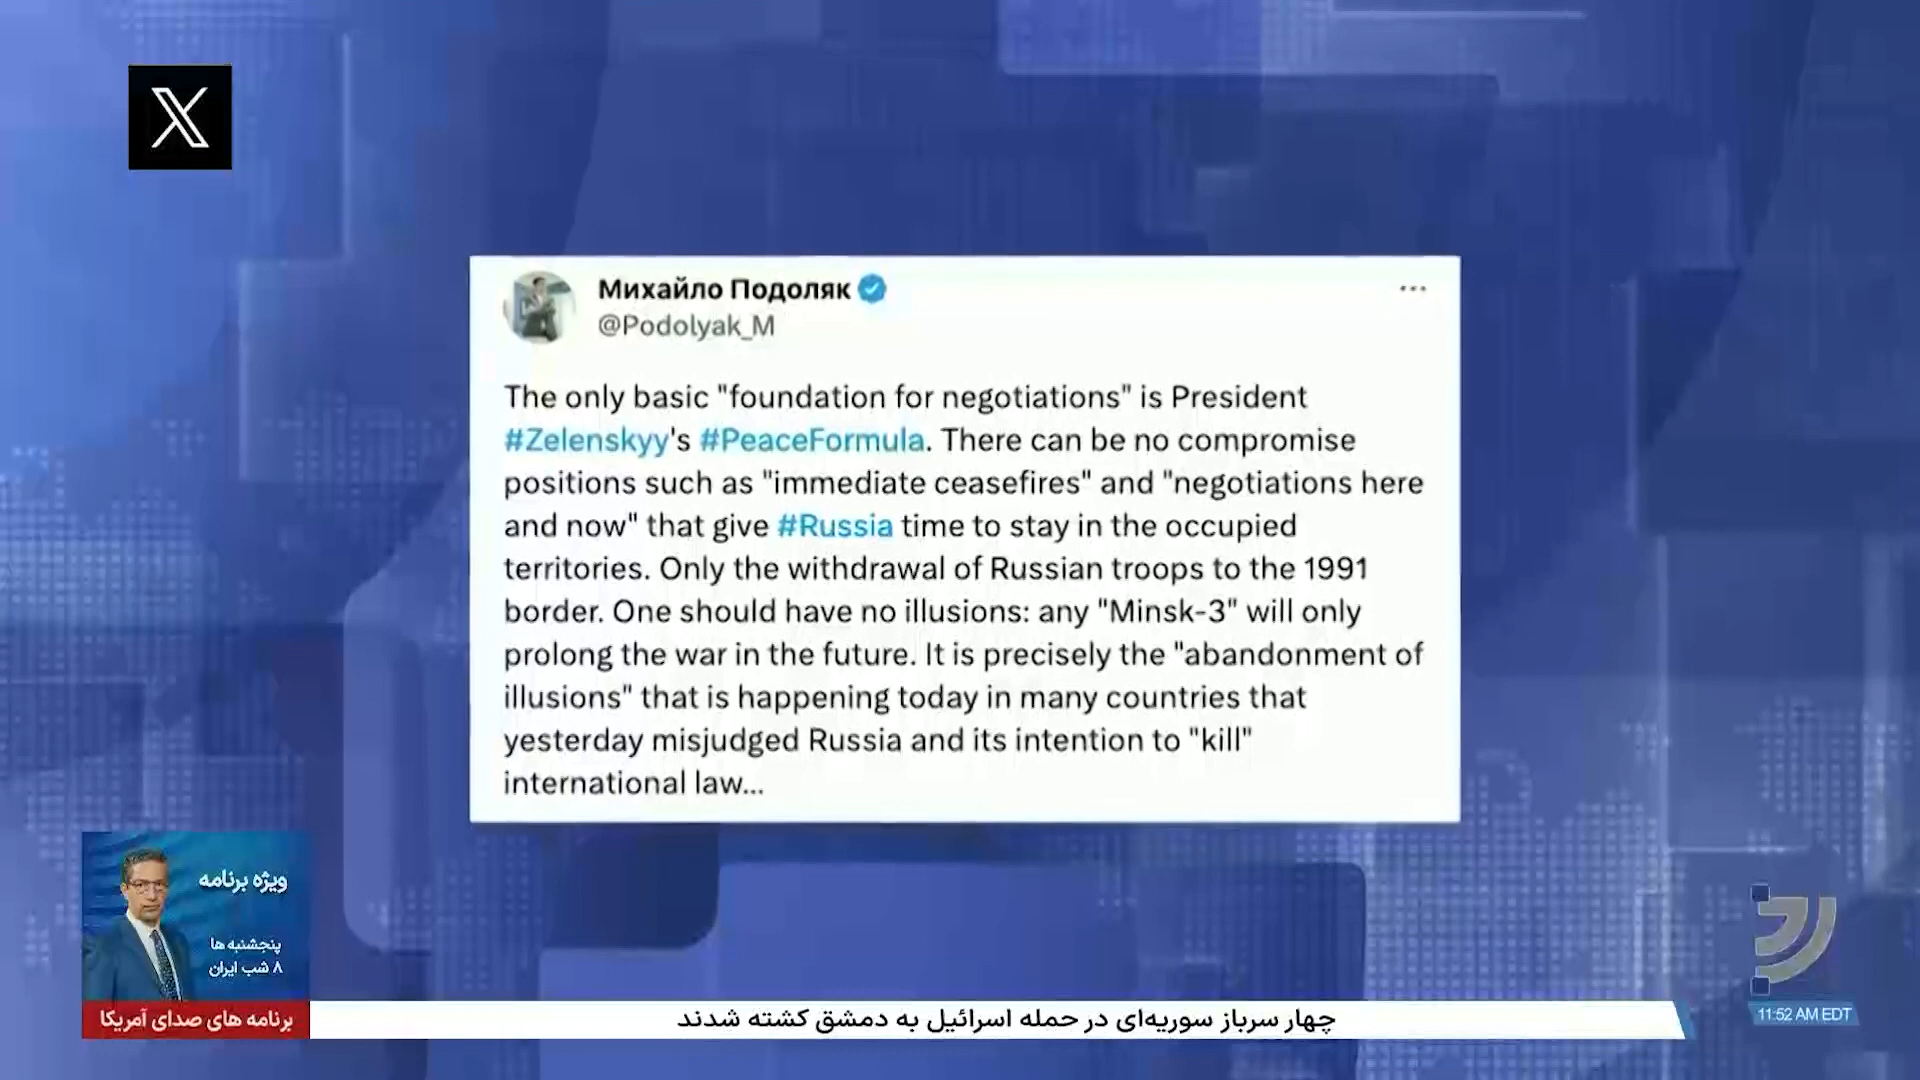 Михайло Подоляк
@Podolyak_M
The only basic "foundation for negotiations" is President
#Zelenskyy's #PeaceFormula. There can be no compromise
positions such as "immediate ceasefires" and "negotiations here
and now" that give #Russia time to stay in the occupied
territories. Only the withdrawal of Russian troops to the 1991
border. One should have no illusions: any "Minsk-3" will only
prolong the war in the future. It is precisely the "abandonment of
illusions" that is happening today in many countries that
yesterday misjudged Russia and its intention to "kill"
international law...
ویژه برنامه
پنجشنبه ها
۸ شب ایران
برنامه های صدای آمریکا
چهار سرباز سوریه‌ای در حمله اسرائیل به دمشق کشته شدند
11:52 AM EDT